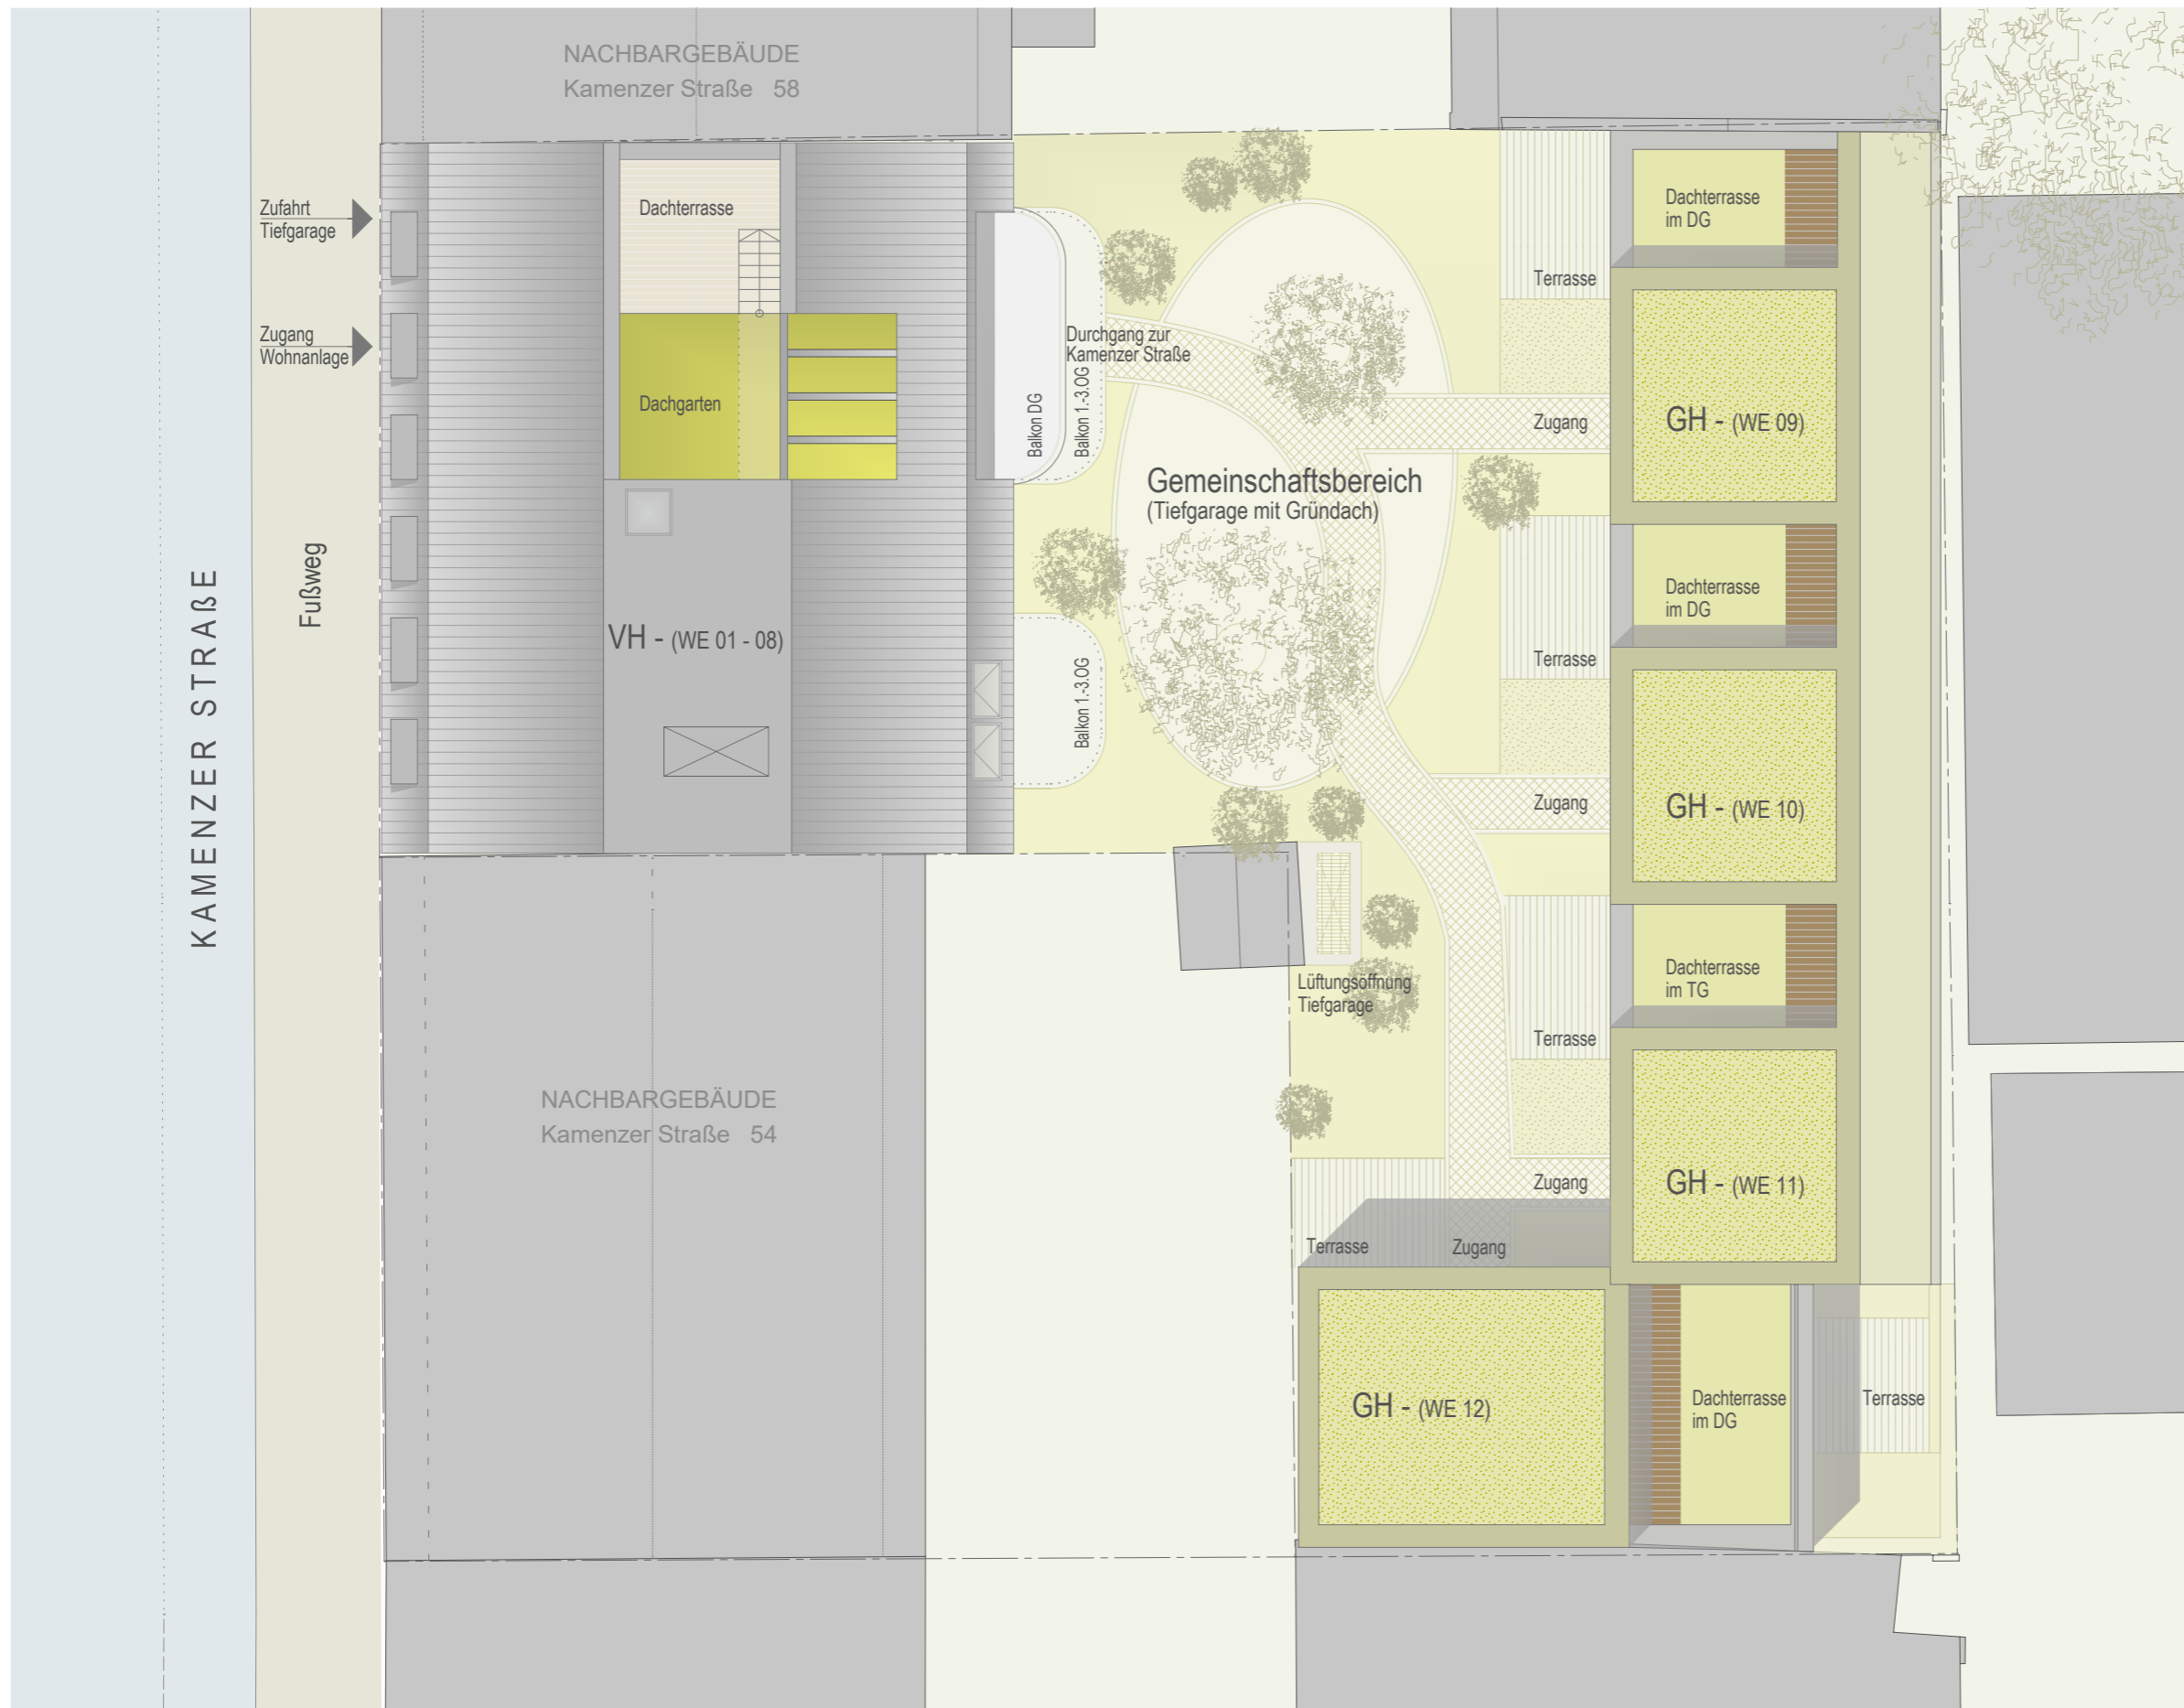 NACHBARGEBÄUDE
Kamenzer Straße 58
Zufahrt
Tiefgarage
Zugang
Wohnanlage
KAMENZER STRAßE
Fußweg
Dachterrasse
Dachgarten
VH - (WE 01 - 08)
Balkon DG
Balkon 1.-3.OG
Durchgang zur
Kamenzer Straße
Balkon 1.-3.OG
Gemeinschaftsbereich
(Tiefgarage mit Gründach)
Terrasse
Zugang
Dachterrasse
im DG
GH - (WE 09)
Terrasse
Zugang
Dachterrasse
im DG
GH - (WE 10)
Lüftungsöffnung
Tiefgarage
Terrasse
Zugang
Dachterrasse
im TG
GH - (WE 11)
Terrasse
Zugang
GH - (WE 12)
Dachterrasse
im DG
Terrasse
NACHBARGEBÄUDE
Kamenzer Straße 54